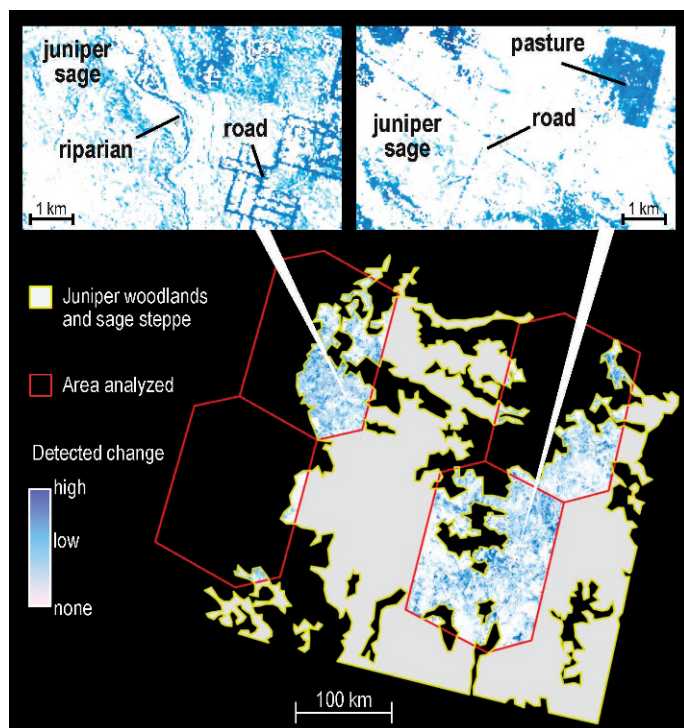 juniper
sage
riparian
road
1 km
pasture
juniper
sage
road
1 km
Juniper woodlands
and sage steppe
Area analyzed
Detected change
high
low
none
100 km